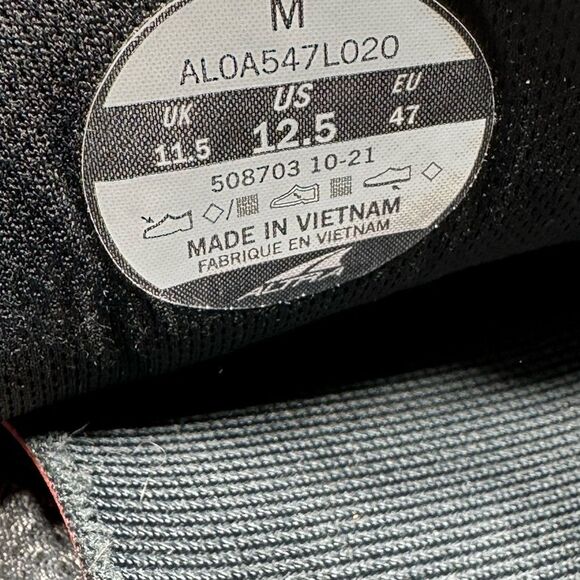 M
AL0A547L020
UK US EU
11.5 12.5 47
508703 10-21
MADE IN VIETNAM
FABRIQUE EN VIETNAM